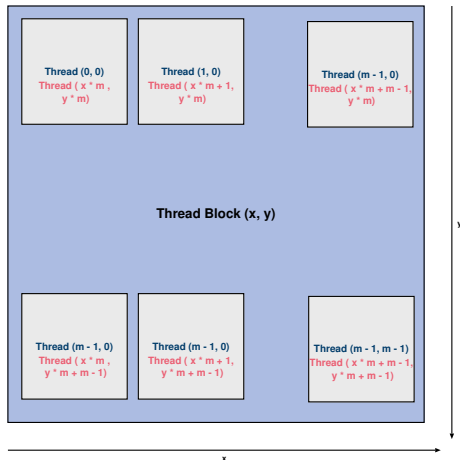 Thread (0, 0)
Thread ( x * m ,
y * m)
Thread (1, 0)
Thread ( x * m + 1,
y * m)
Thread (m - 1, 0)
Thread ( x * m + m - 1,
y * m)
Thread Block (x, y)
y
Thread (m - 1, 0)
Thread ( x * m ,
y * m + m - 1)
Thread (m - 1, 0)
Thread ( x * m + 1,
y * m + m - 1)
Thread (m - 1, m - 1)
Thread ( x * m + m - 1,
y * m + m - 1)
x